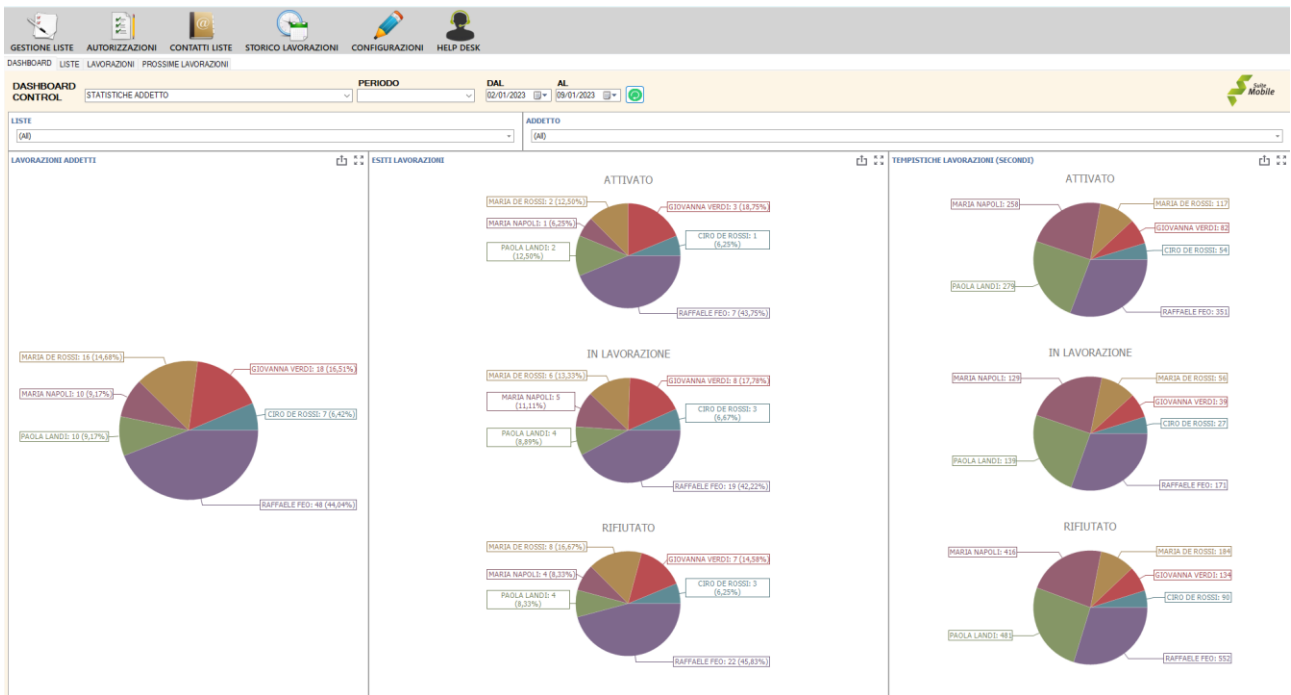 GESTIONE LISTE AUTORIZZAZIONI CONTATTI LISTE STORICO LAVORAZIONI CONFIGURAZIONI HELP DESK
DASHBOARD LISTE LAVORAZIONI PROSSIME LAVORAZIONI
DASHBOARD CONTROL
STATISTICHE ADDETTO
PERIODO
DAL
02/01/2023
AL
09/01/2023
Suite
Mobile
LISTE
(All)
ADDETTO
(All)
LAVORAZIONI ADDETTI
MARIA DE ROSSI: 16 (14,68%)
GIOVANNA VERDI: 18 (16,51%)
MARIA NAPOLI: 10 (9,17%)
CIRO DE ROSSI: 7 (6,42%)
PAOLA LANDI: 10 (9,17%)
RAFFAELE FEO: 48 (44,04%)
ESITI LAVORAZIONI
ATTIVATO
MARIA DE ROSSI: 2 (12,50%)
GIOVANNA VERDI: 3 (18,75%)
MARIA NAPOLI: 1 (6,25%)
CIRO DE ROSSI: 1
(6,25%)
PAOLA LANDI: 2
(12,50%)
RAFFAELE FEO: 7 (43,75%)
IN LAVORAZIONE
MARIA DE ROSSI: 6 (13,33%)
GIOVANNA VERDI: 8 (17,78%)
MARIA NAPOLI: 5
(11,11%)
CIRO DE ROSSI: 3
(6,67%)
PAOLA LANDI: 4
(8,89%)
RAFFAELE FEO: 19 (42,22%)
RIFIUTATO
MARIA DE ROSSI: 8 (16,67%)
GIOVANNA VERDI: 7 (14,58%)
MARIA NAPOLI: 4 (8,33%)
CIRO DE ROSSI: 3
(6,25%)
PAOLA LANDI: 4
(8,33%)
RAFFAELE FEO: 22 (45,83%)
TEMPISTICHE LAVORAZIONI (SECONDI)
ATTIVATO
MARIA NAPOLI: 258
MARIA DE ROSSI: 117
GIOVANNA VERDI: 82
CIRO DE ROSSI: 54
PAOLA LANDI: 279
RAFFAELE FEO: 351
IN LAVORAZIONE
MARIA NAPOLI: 129
MARIA DE ROSSI: 56
GIOVANNA VERDI: 39
CIRO DE ROSSI: 27
PAOLA LANDI: 139
RAFFAELE FEO: 171
RIFIUTATO
MARIA NAPOLI: 416
MARIA DE ROSSI: 184
GIOVANNA VERDI: 134
CIRO DE ROSSI: 90
PAOLA LANDI: 481
RAFFAELE FEO: 552